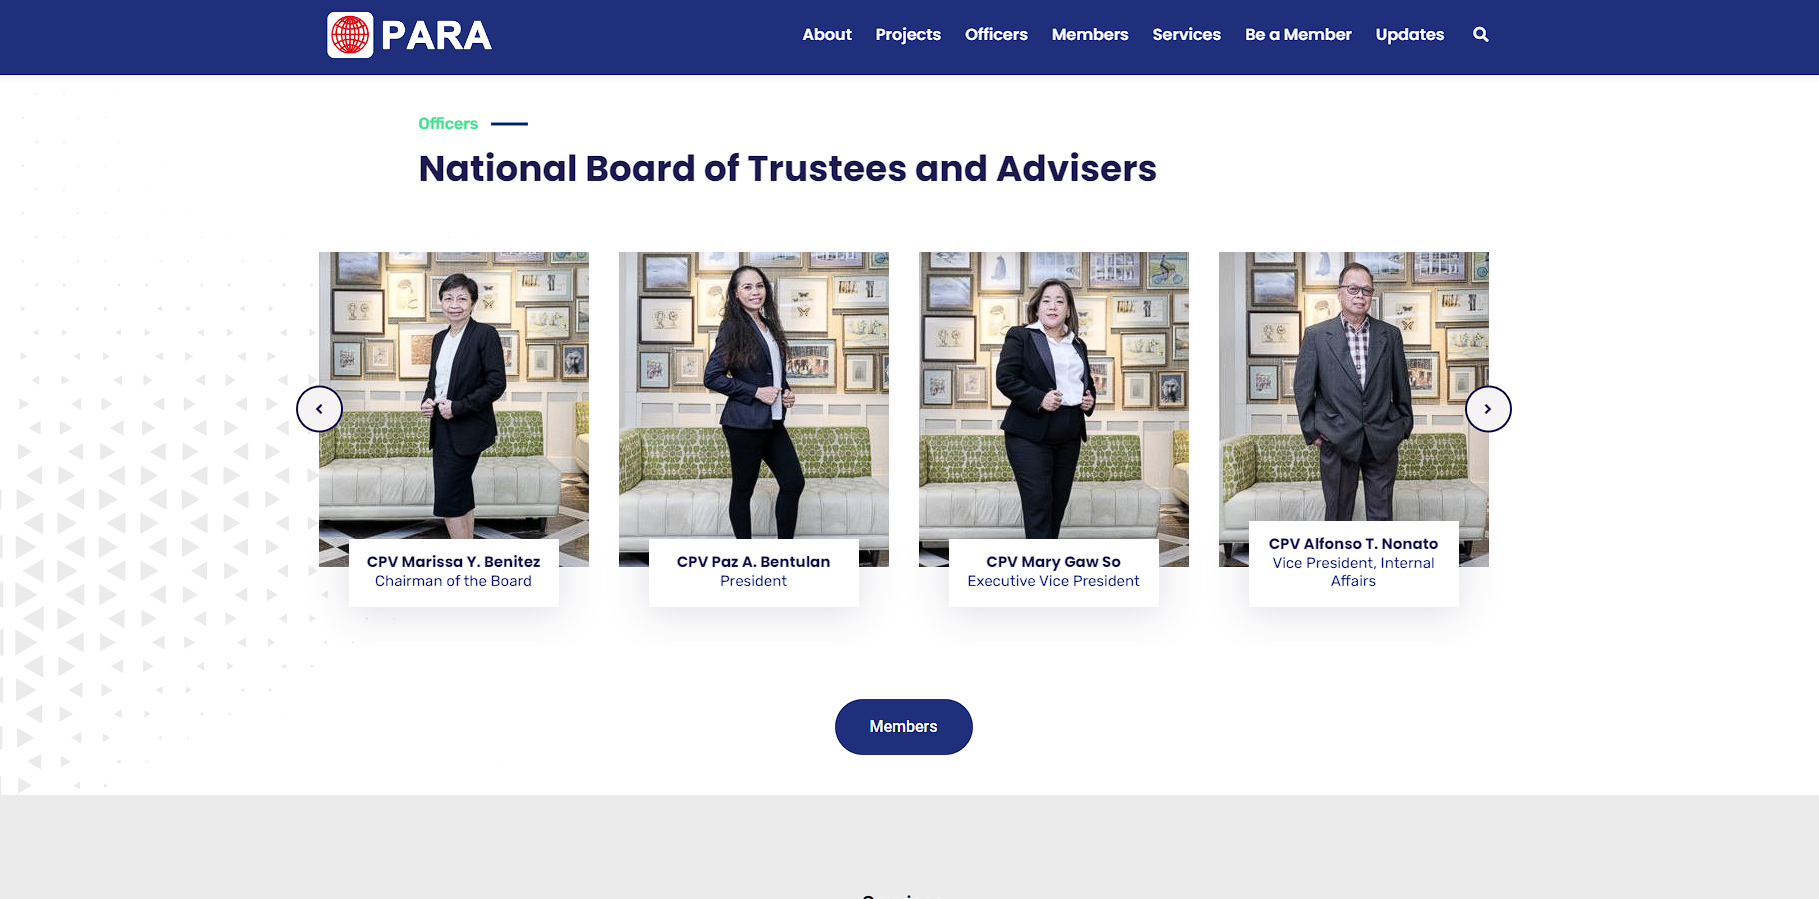 PARA
About Projects Officers Members Services Be a Member Updates
Officers
National Board of Trustees and Advisers
CPV Marissa Y. Benitez
Chairman of the Board
CPV Paz A. Bentulan
President
CPV Mary Gaw So
Executive Vice President
CPV Alfonso T. Nonato
Vice President, Internal
Affairs
Members